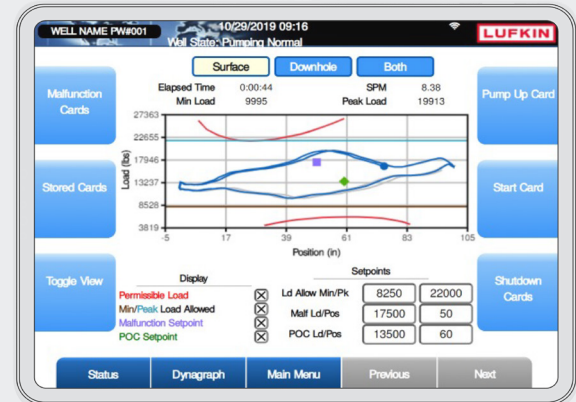 WELL NAME PW#001
10/29/2019 09:16
Well State: Pumping Normal
LUFKIN
Surface
Downhole
Both
Elapsed Time 0:00:44 SPM 8.38
Min Load 9995 Peak Load 19913
Malfunction Cards
Stored Cards
Toggle View
Pump Up Card
Start Card
Shutdown Cards
Load (lbs)
27363
22655
17946
13237
8528
3819
-5 17 39 61 83 105
Position (in)
Display
Permissible Load
Min/Peak Load Allowed
Malfunction Setpoint
POC Setpoint
Setpoints
Ld Allow Min/Pk 8250 22000
Malf Ld/Pos 17500 50
POC Ld/Pos 13500 60
Status
Dynagraph
Main Menu
Previous
Next